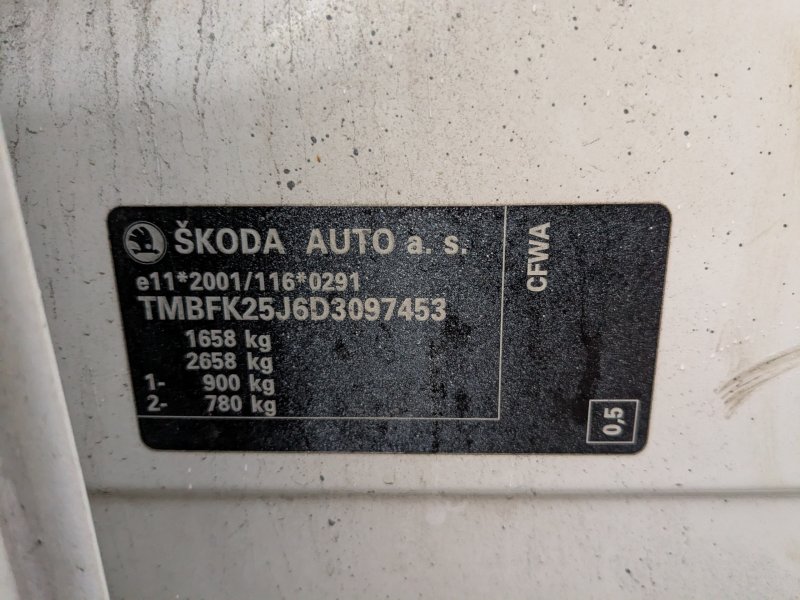 ŠKODA AUTO a. s.
e11*2001/116*0291
TMBFK25J6D3097453
1658 kg
2658 kg
1- 900 kg
2- 780 kg
CFWA
0,5